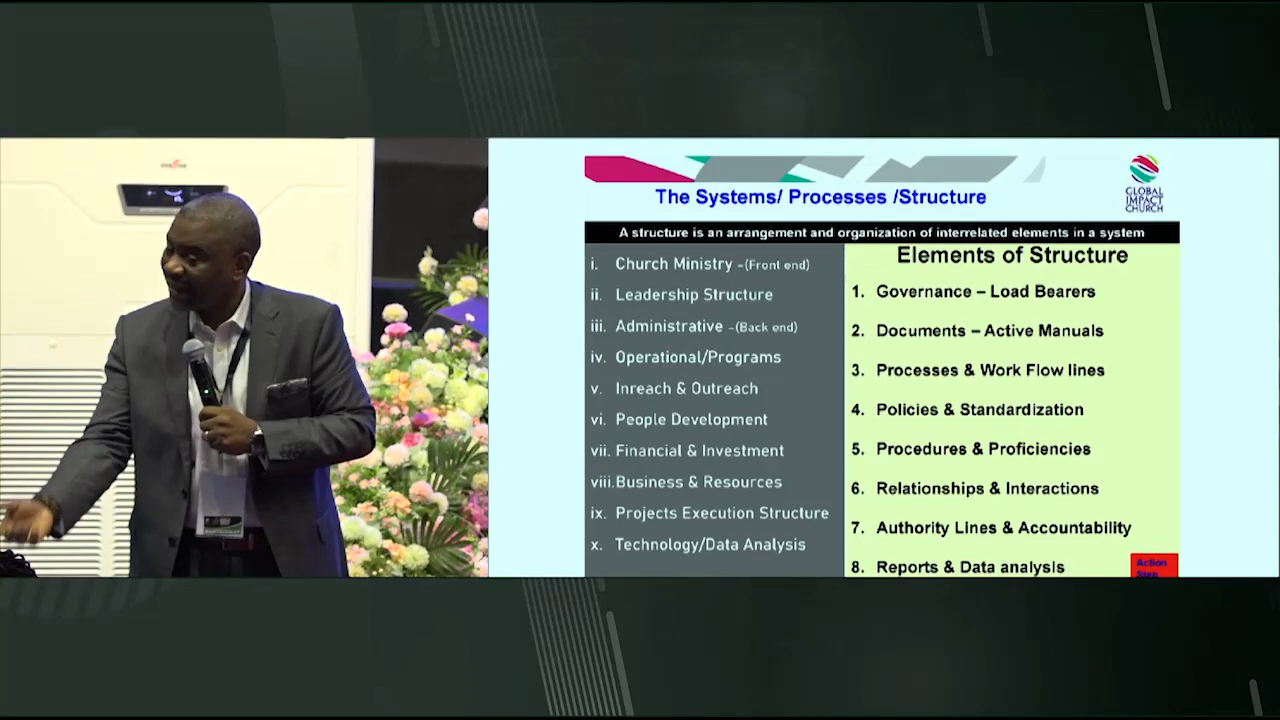 The Systems/ Processes /Structure
GLOBAL
IMPACT
CHURCH
A structure is an arrangement and organization of interrelated elements in a system
i. Church Ministry -(Front end)
ii. Leadership Structure
iii. Administrative -(Back end)
iv. Operational/Programs
v. Inreach & Outreach
vi. People Development
vii. Financial & Investment
viii.Business & Resources
ix. Projects Execution Structure
x. Technology/Data Analysis
Elements of Structure
1. Governance – Load Bearers
2. Documents – Active Manuals
3. Processes & Work Flow lines
4. Policies & Standardization
5. Procedures & Proficiencies
6. Relationships & Interactions
7. Authority Lines & Accountability
8. Reports & Data analysis
Action
Step